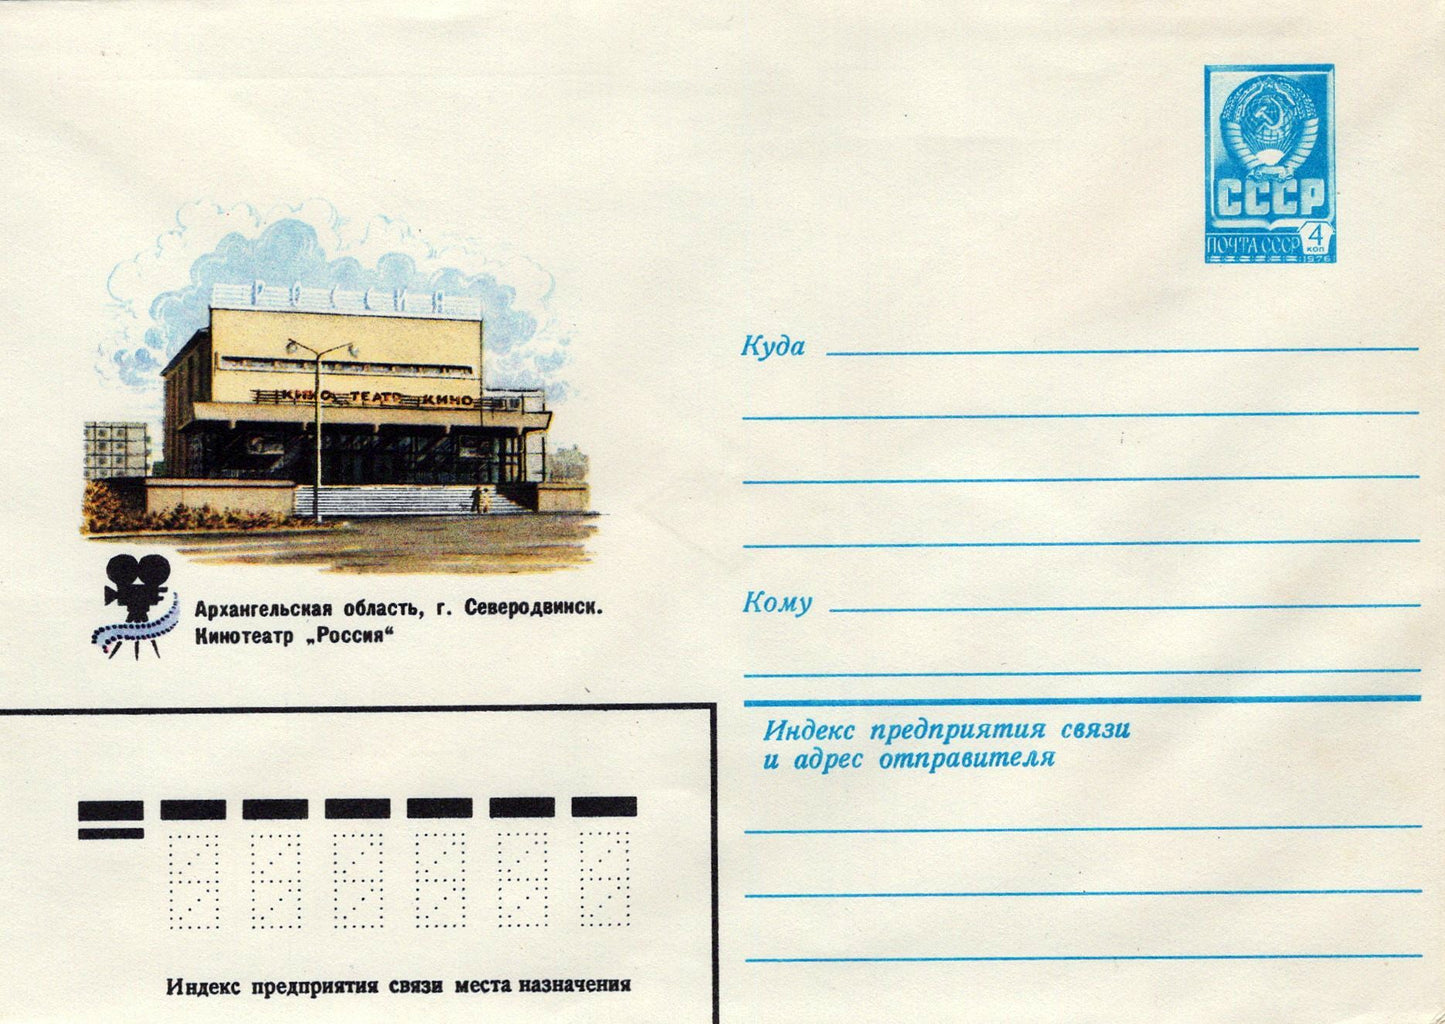 СССР
ПОЧТА СССР 4 коп
1976
РОССИЯ
КИНО ТЕАТР КИНО
Архангельская область, г. Северодвинск.
Кинотеатр „Россия“
Куда
Кому
Индекс предприятия связи
и адрес отправителя
Индекс предприятия связи места назначения